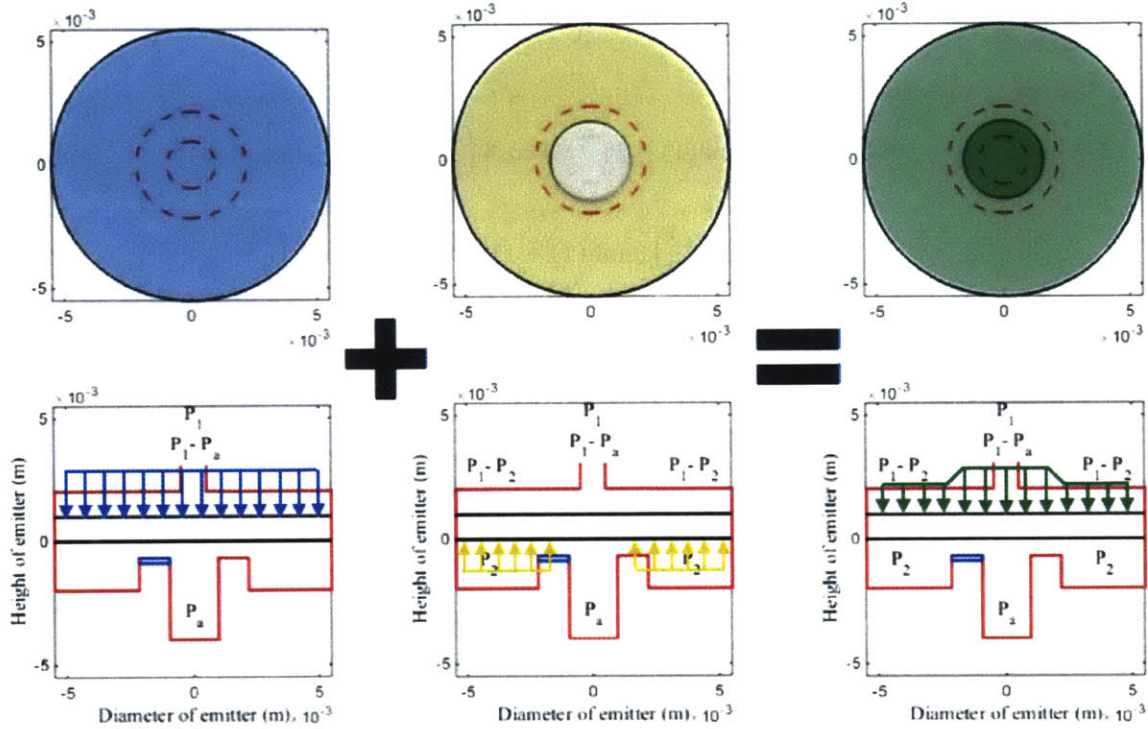 × 10⁻³
5
0
-5
-5 0 5
× 10⁻³
× 10⁻³
5
0
-5
-5 0 5
× 10⁻³
× 10⁻³
5
0
-5
-5 0 5
× 10⁻³
+
=
× 10⁻³
5
0
-5
Height of emitter (m)
P₁
P₁- Pₐ
Pₐ
-5 0 5
Diameter of emitter (m), 10⁻³
× 10⁻³
5
0
-5
Height of emitter (m)
P₁
P₁- Pₐ
P₁- P₂ P₁- P₂
P₂ P₂
Pₐ
-5 0 5
Diameter of emitter (m), 10⁻³
× 10⁻³
5
0
-5
Height of emitter (m)
P₁
P₁- Pₐ
P₁- P₂ P₁- P₂
P₂ P₂
Pₐ
-5 0 5
Diameter of emitter (m), 10⁻³